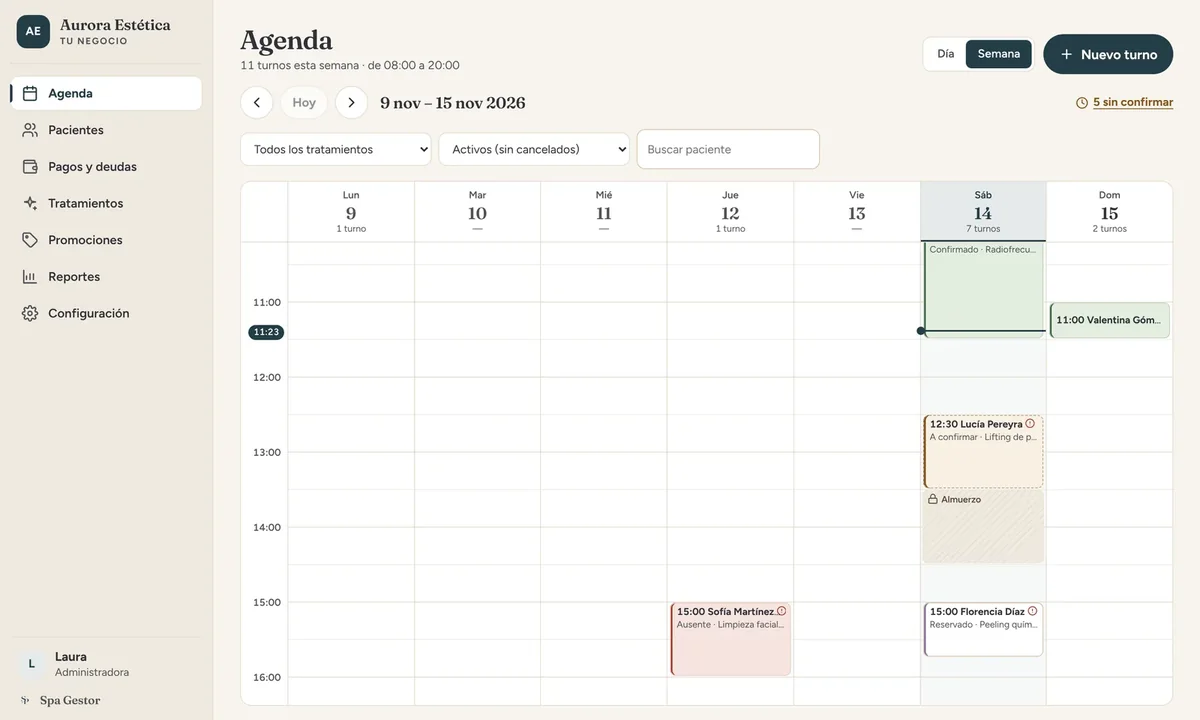 AE
Aurora Estética
TU NEGOCIO
Agenda
Pacientes
Pagos y deudas
Tratamientos
Promociones
Reportes
Configuración
L
Laura
Administradora
Spa Gestor
Agenda
11 turnos esta semana · de 08:00 a 20:00
Día
Semana
+ Nuevo turno
Hoy
9 nov – 15 nov 2026
5 sin confirmar
Todos los tratamientos
Activos (sin cancelados)
Buscar paciente
Lun
9
1 turno
Mar
10
—
Mié
11
—
Jue
12
1 turno
Vie
13
—
Sáb
14
7 turnos
Dom
15
2 turnos
Confirmado · Radiofrecu...
11:00
11:00 Valentina Góm...
11:23
12:00
12:30 Lucía Pereyra
A confirmar · Lifting de p...
13:00
Almuerzo
14:00
15:00
15:00 Sofía Martínez...
Ausente · Limpieza facial...
15:00 Florencia Díaz
Reservado · Peeling quím...
16:00